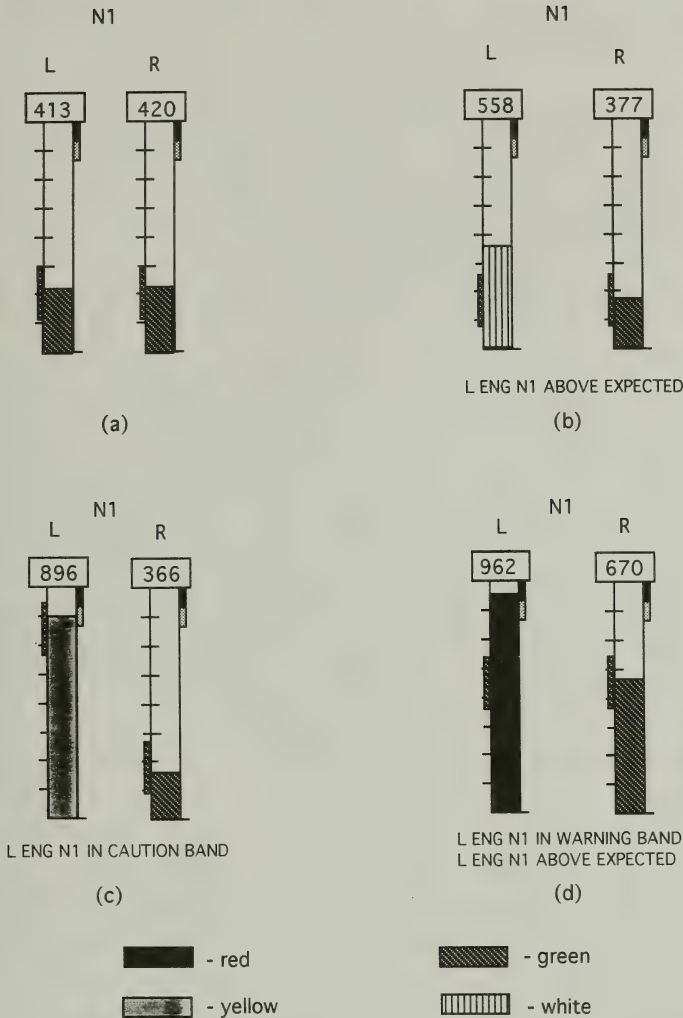 N1
L R
413 420
(a)
N1
L R
558 377
L ENG N1 ABOVE EXPECTED
(b)
N1
L R
896 366
L ENG N1 IN CAUTION BAND
(c)
N1
L R
962 670
L ENG N1 IN WARNING BAND
L ENG N1 ABOVE EXPECTED
(d)
- red
- green
- yellow
- white